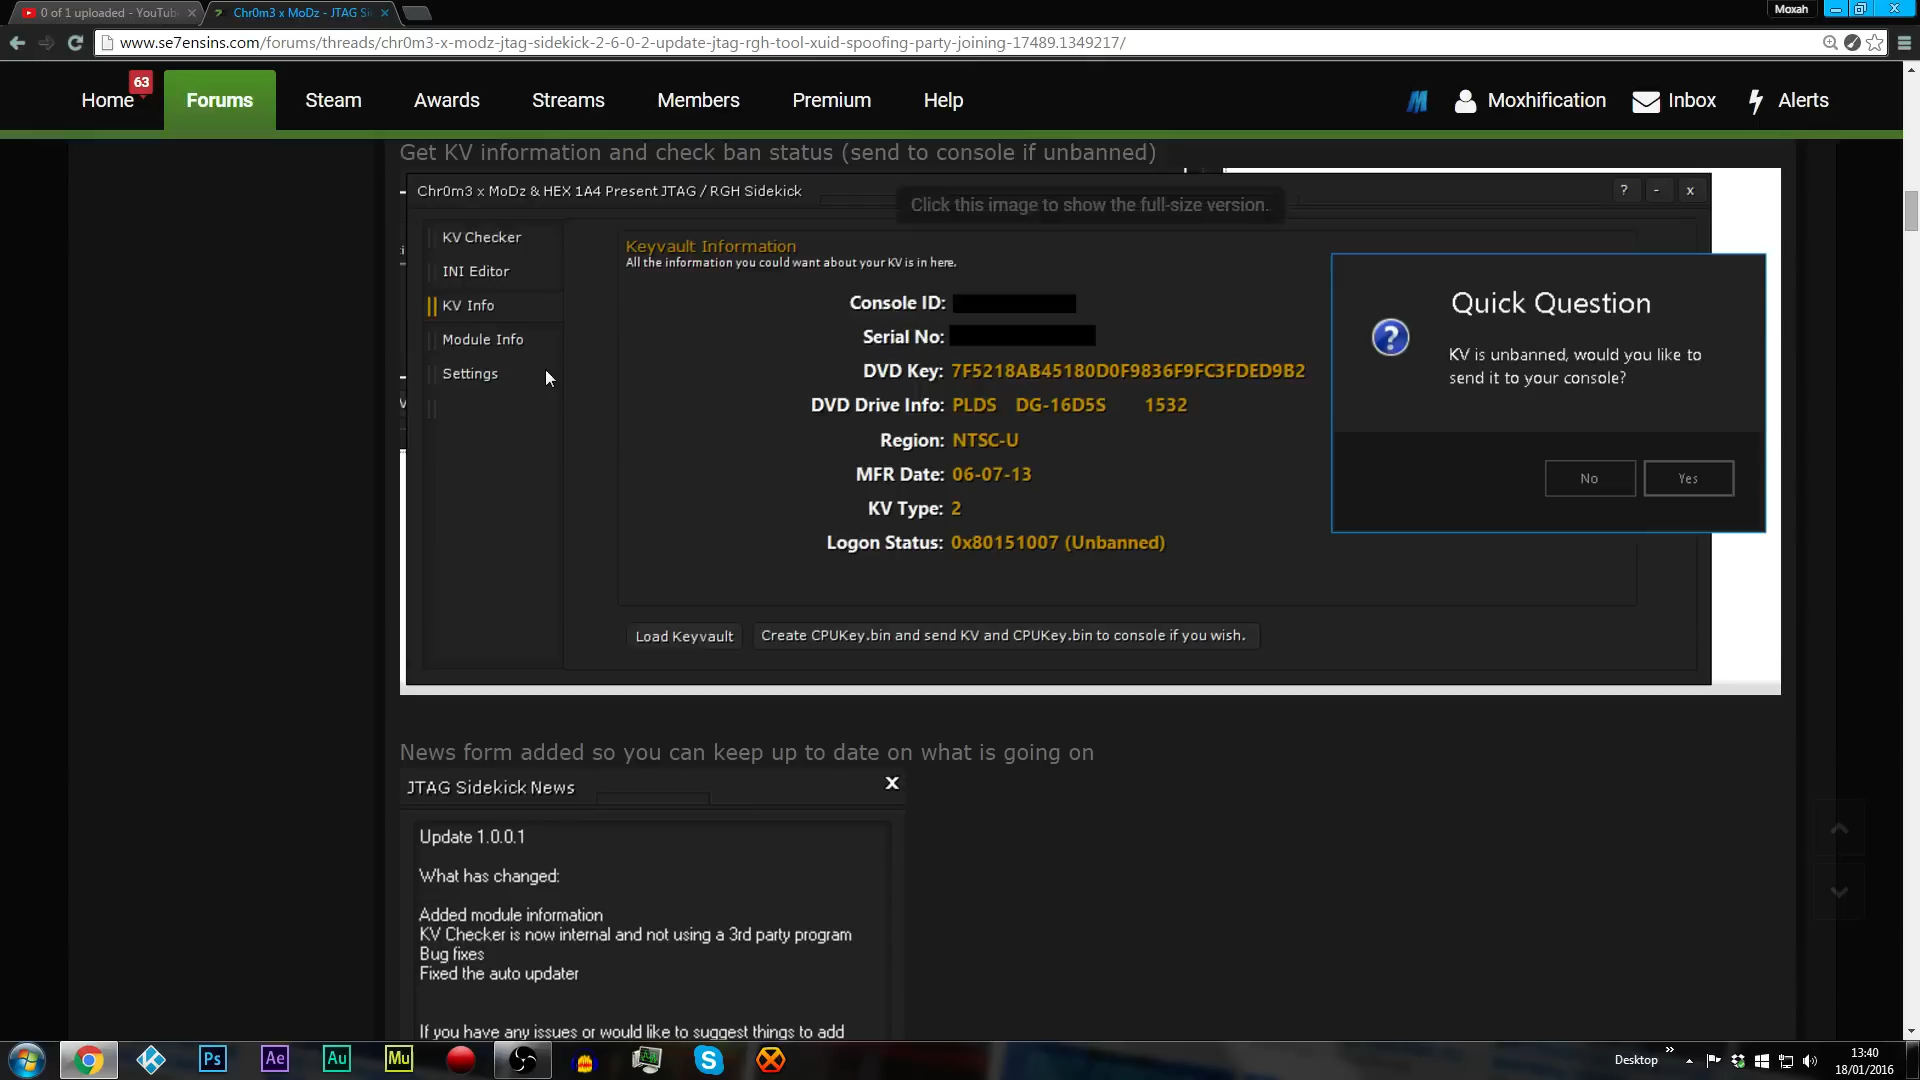 0 of 1 uploaded - YouTub
Chr0m3 x MoDz - JTAG Si
Moxah
www.se7ensins.com/forums/threads/chr0m3-x-modz-jtag-sidekick-2-6-0-2-update-jtag-rgh-tool-xuid-spoofing-party-joining-17489.1349217/
Home 63 Forums Steam Awards Streams Members Premium Help Moxhification Inbox Alerts
Get KV information and check ban status (send to console if unbanned)
Chr0m3 x MoDz & HEX 1A4 Present JTAG / RGH Sidekick
? - x
Click this image to show the full-size version.
KV Checker
INI Editor
KV Info
Module Info
Settings
Keyvault Information
All the information you could want about your KV is in here.
Console ID:
Serial No:
DVD Key: 7F5218AB45180D0F9836F9FC3FDED9B2
DVD Drive Info: PLDS DG-16D5S 1532
Region: NTSC-U
MFR Date: 06-07-13
KV Type: 2
Logon Status: 0x80151007 (Unbanned)
Quick Question
KV is unbanned, would you like to
send it to your console?
No Yes
Load Keyvault Create CPUKey.bin and send KV and CPUKey.bin to console if you wish.
News form added so you can keep up to date on what is going on
JTAG Sidekick News X
Update 1.0.0.1
What has changed:
Added module information
KV Checker is now internal and not using a 3rd party program
Bug fixes
Fixed the auto updater
If you have any issues or would like to suggest things to add
Ps Ae Au Mu
Desktop »
13:40
18/01/2016